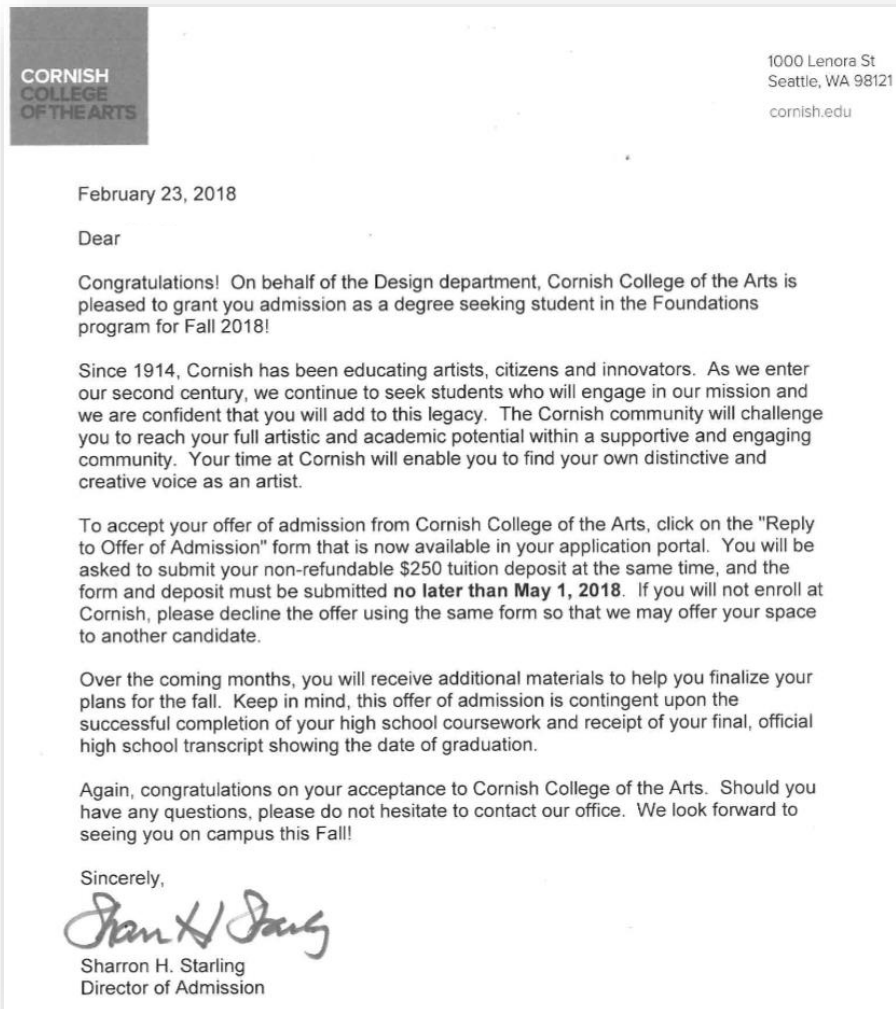 CORNISH
COLLEGE
OF THE ARTS
1000 Lenora St
Seattle, WA 98121
cornish.edu
February 23, 2018
Dear
Congratulations! On behalf of the Design department, Cornish College of the Arts is
pleased to grant you admission as a degree seeking student in the Foundations
program for Fall 2018!
Since 1914, Cornish has been educating artists, citizens and innovators. As we enter
our second century, we continue to seek students who will engage in our mission and
we are confident that you will add to this legacy. The Cornish community will challenge
you to reach your full artistic and academic potential within a supportive and engaging
community. Your time at Cornish will enable you to find your own distinctive and
creative voice as an artist.
To accept your offer of admission from Cornish College of the Arts, click on the "Reply
to Offer of Admission" form that is now available in your application portal. You will be
asked to submit your non-refundable $250 tuition deposit at the same time, and the
form and deposit must be submitted no later than May 1, 2018. If you will not enroll at
Cornish, please decline the offer using the same form so that we may offer your space
to another candidate.
Over the coming months, you will receive additional materials to help you finalize your
plans for the fall. Keep in mind, this offer of admission is contingent upon the
successful completion of your high school coursework and receipt of your final, official
high school transcript showing the date of graduation.
Again, congratulations on your acceptance to Cornish College of the Arts. Should you
have any questions, please do not hesitate to contact our office. We look forward to
seeing you on campus this Fall!
Sincerely,
Sharron H. Starling
Director of Admission